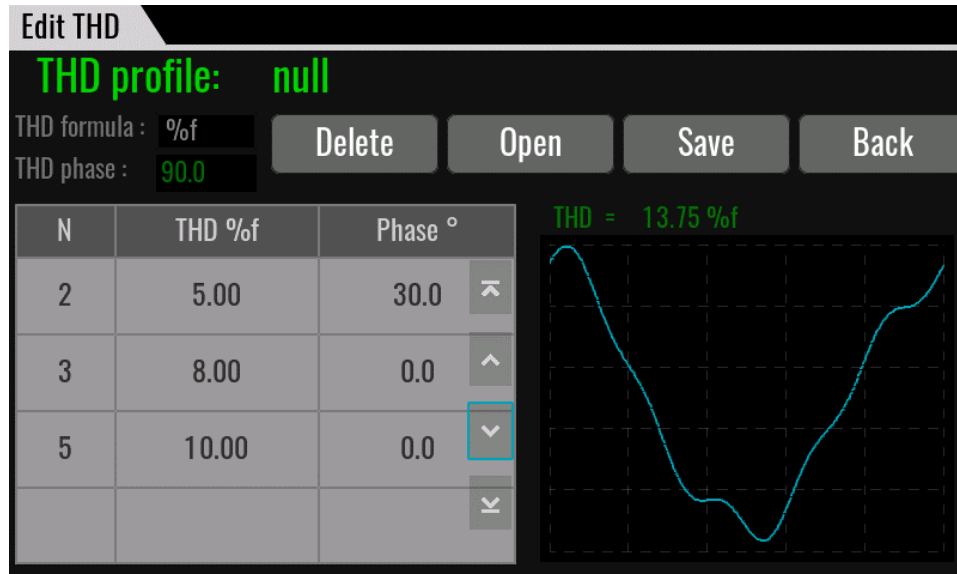 Edit THD
THD profile: null
THD formula : %f
THD phase : 90.0
Delete Open Save Back
N THD %f Phase °
2 5.00 30.0
3 8.00 0.0
5 10.00 0.0
THD = 13.75 %f